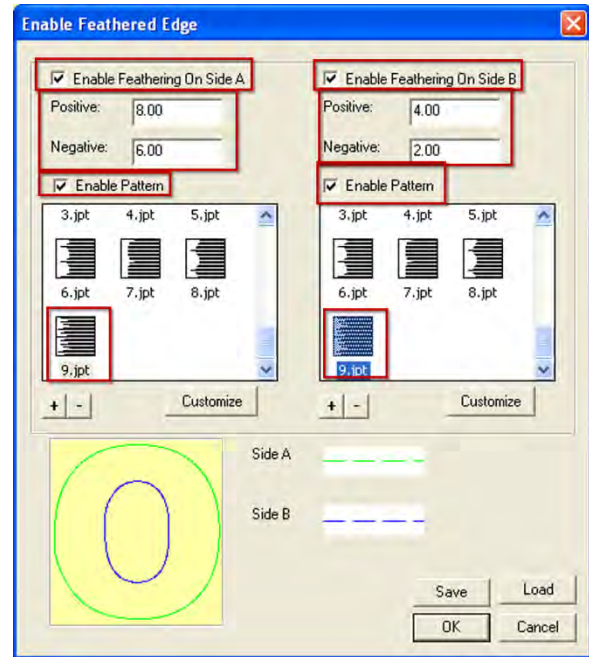 Enable Feathered Edge
Enable Feathering On Side A
Positive: 8.00
Negative: 6.00
Enable Pattern
3.jpt 4.jpt 5.jpt
6.jpt 7.jpt 8.jpt
9.jpt
+ - Customize
Enable Feathering On Side B
Positive: 4.00
Negative: 2.00
Enable Pattern
3.jpt 4.jpt 5.jpt
6.jpt 7.jpt 8.jpt
9.jpt
+ - Customize
Side A
Side B
Save Load
OK Cancel